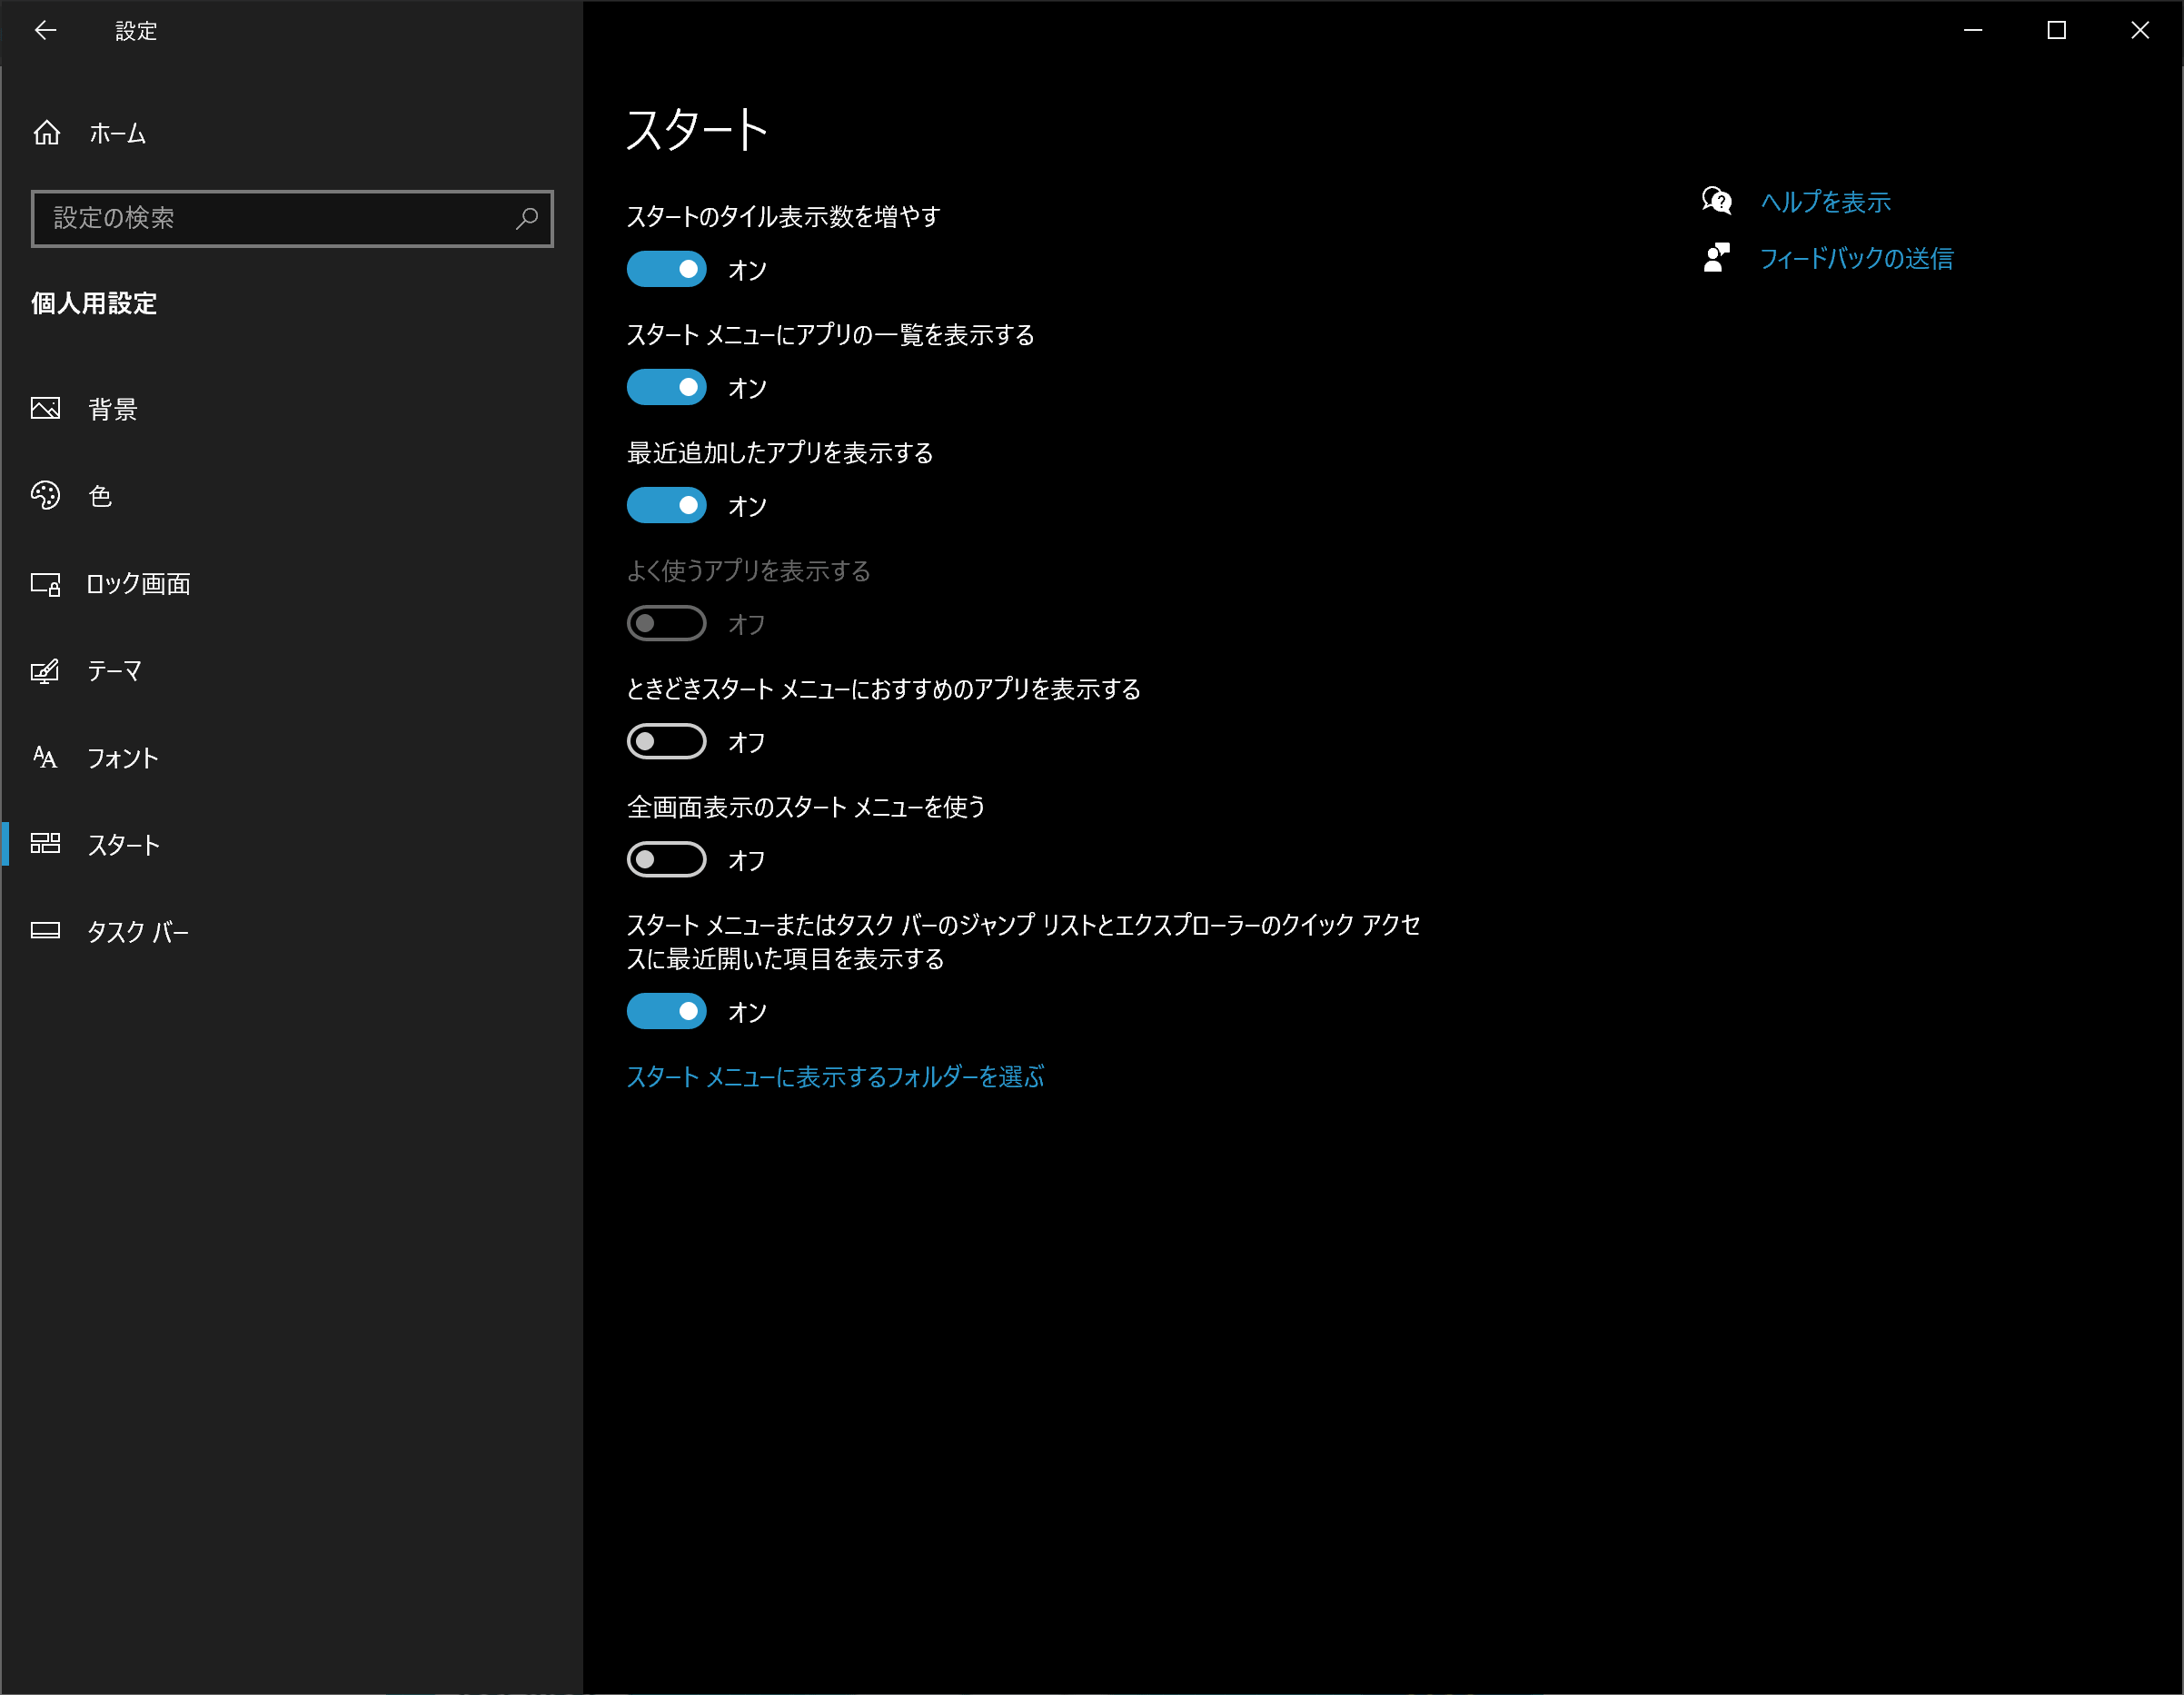 設定
ホーム
設定の検索
個人用設定
背景
色
ロック画面
テーマ
フォント
スタート
タスク バー
スタート
スタートのタイル表示数を増やす
オン
スタート メニューにアプリの一覧を表示する
オン
最近追加したアプリを表示する
オン
よく使うアプリを表示する
オフ
ときどきスタート メニューにおすすめのアプリを表示する
オフ
全画面表示のスタート メニューを使う
オフ
スタート メニューまたはタスク バーのジャンプ リストとエクスプローラーのクイック アクセ
スに最近開いた項目を表示する
オン
スタート メニューに表示するフォルダーを選ぶ
ヘルプを表示
フィードバックの送信